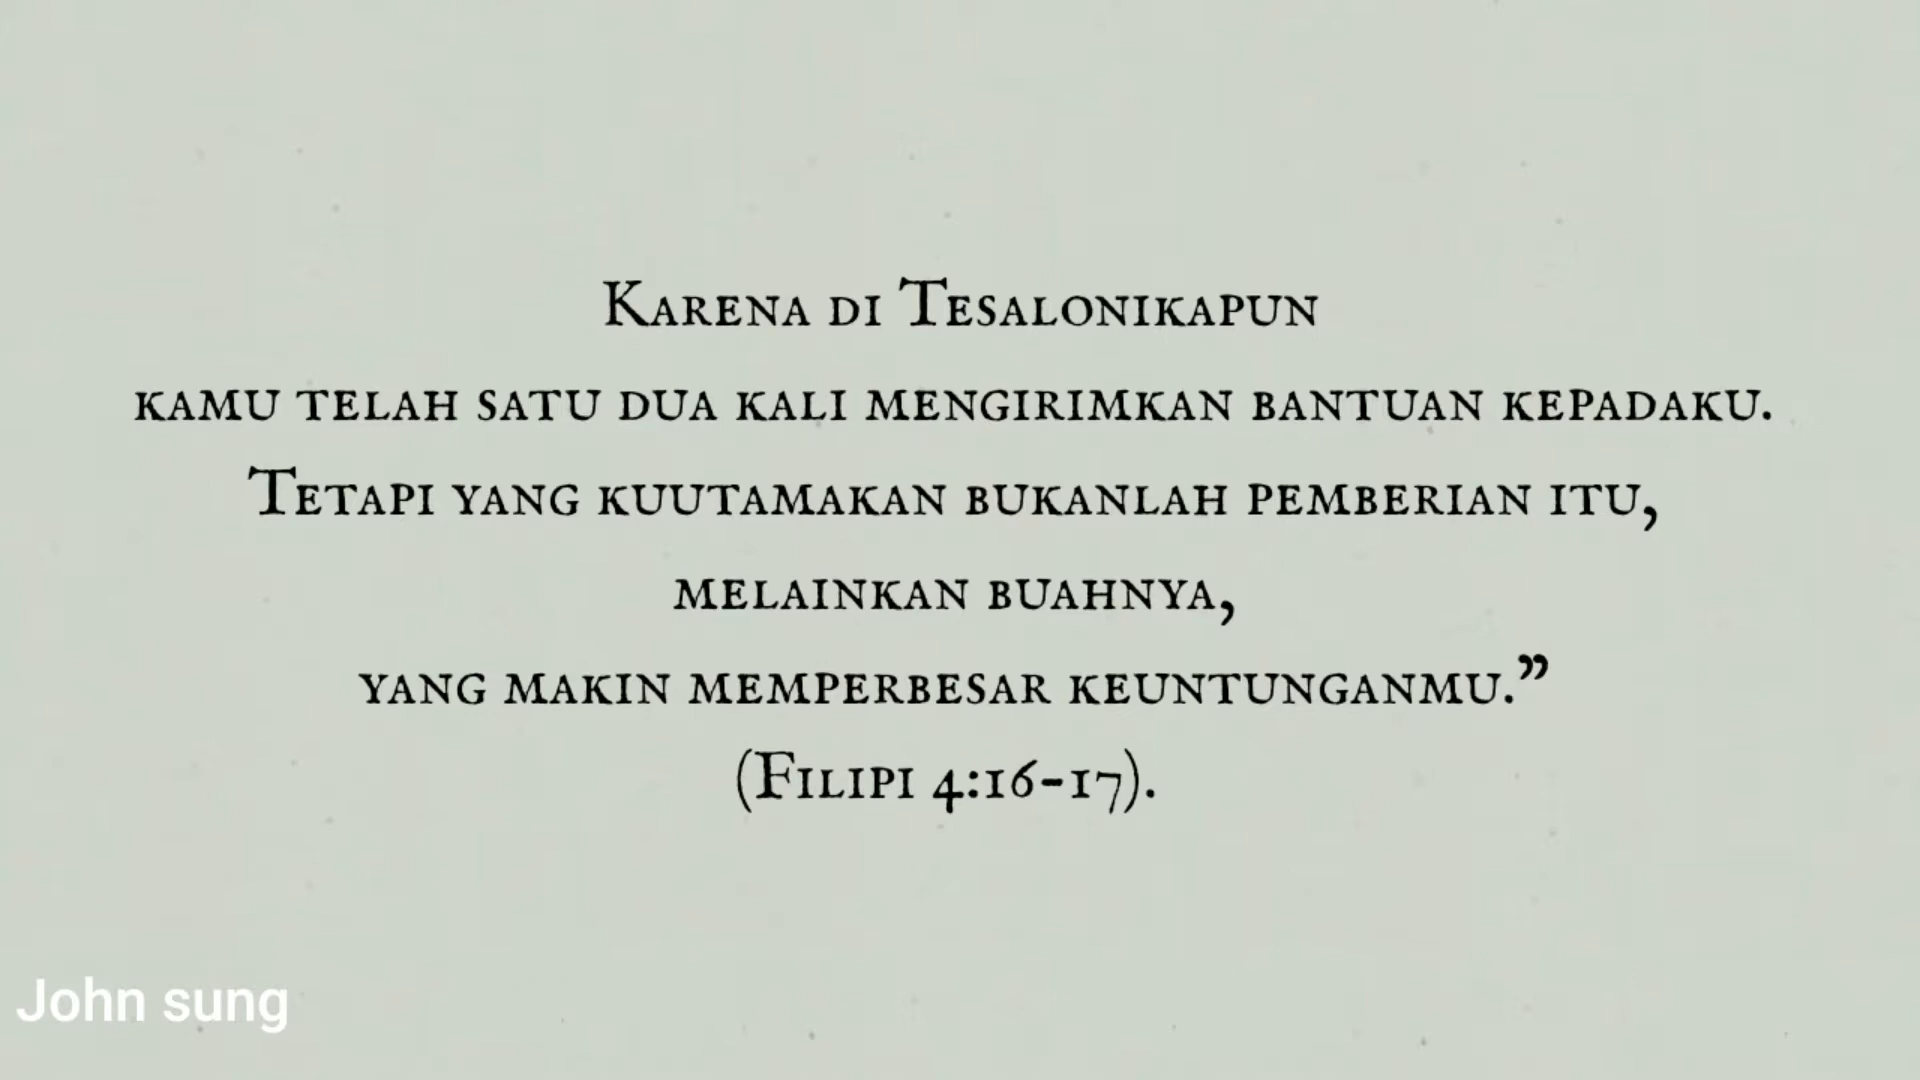 Karena di Tesalonikapun
kamu telah satu dua kali mengirimkan bantuan kepadaku.
Tetapi yang kuutamakan bukanlah pemberian itu,
melainkan buahnya,
yang makin memperbesar keuntunganmu.”
(Filipi 4:16-17).
John sung